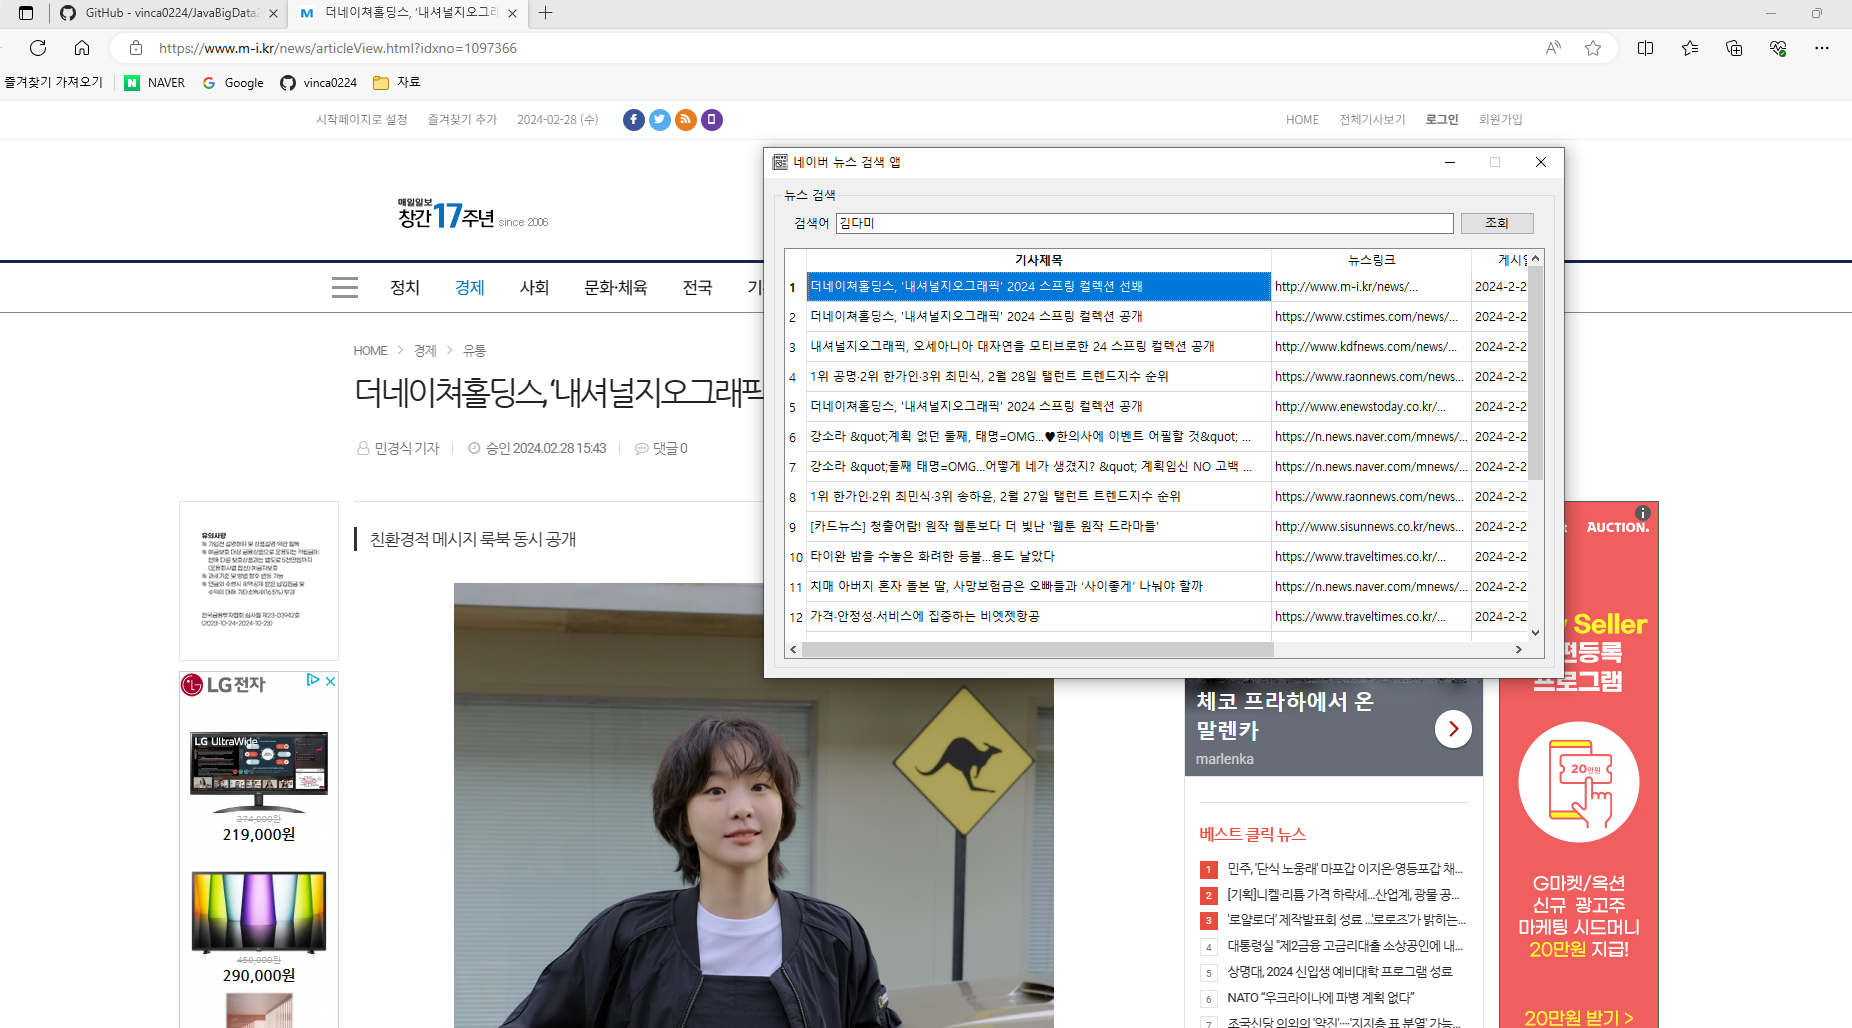 GitHub - vinca0224/JavaBigData2
더네이쳐홀딩스, '내셔널지오그래
https://www.m-i.kr/news/articleView.html?idxno=1097366
즐겨찾기 가져오기
NAVER
Google
vinca0224
자료
시작페이지로 설정
즐겨찾기 추가
2024-02-28 (수)
HOME
전체기사보기
로그인
회원가입
매일일보
창간17주년 since 2006
정치
경제
사회
문화·체육
전국
HOME > 경제 > 유통
더네이쳐홀딩스, ‘내셔널지오그래픽
민경식 기자
승인 2024.02.28 15:43
댓글 0
친환경적 메시지 룩북 동시 공개
네이버 뉴스 검색 앱
뉴스 검색
검색어
김다미
조회
기사제목 뉴스링크 게시일
1 더네이쳐홀딩스, '내셔널지오그래픽' 2024 스프링 컬렉션 선봬 http://www.m-i.kr/news/... 2024-2-2
2 더네이쳐홀딩스, '내셔널지오그래픽' 2024 스프링 컬렉션 공개 https://www.cstimes.com/news/... 2024-2-2
3 내셔널지오그래픽, 오세아니아 대자연을 모티브로한 24 스프링 컬렉션 공개 http://www.kdfnews.com/news/... 2024-2-2
4 1위 공명·2위 한가인·3위 최민식, 2월 28일 탤런트 트렌드지수 순위 https://www.raonnews.com/news... 2024-2-2
5 더네이쳐홀딩스, '내셔널지오그래픽' 2024 스프링 컬렉션 공개 http://www.enewstoday.co.kr/... 2024-2-2
6 강소라 &quot;계획 없던 둘째, 태명=OMG...♥한의사에 이벤트 어필할 것&quot; ... https://n.news.naver.com/mnews/... 2024-2-2
7 강소라 &quot;둘째 태명=OMG...어떻게 네가 생겼지? &quot; 계획임신 NO 고백 ... https://n.news.naver.com/mnews/... 2024-2-2
8 1위 한가인·2위 최민식·3위 송하윤, 2월 27일 탤런트 트렌드지수 순위 https://www.raonnews.com/news... 2024-2-2
9 [카드뉴스] 청출어람! 원작 웹툰보다 더 빛난 '웹툰 원작 드라마들' http://www.sisunnews.co.kr/news... 2024-2-2
10 타이완 밤을 수놓은 화려한 등불...용도 날았다 https://www.traveltimes.co.kr/... 2024-2-2
11 치매 아버지 혼자 돌본 딸, 사망보험금은 오빠들과 ‘사이좋게’ 나눠야 할까 https://n.news.naver.com/mnews/... 2024-2-2
12 가격·안정성·서비스에 집중하는 비엣젯항공 https://www.traveltimes.co.kr/... 2024-2-2
유의사항
LG전자
LG UltraWide
274,000원
219,000원
450,000원
290,000원
체코 프라하에서 온
말렌카
marlenka
베스트 클릭 뉴스
1 민주, '단식 노웅래' 마포갑 이지은·영등포갑 채...
2 [기획]니켈·리튬 가격 하락세...산업계, 광물 공...
3 '로얄로더' 제작발표회 성료 ...'로로즈'가 밝히는...
4 대통령실 "제2금융 고금리대출 소상공인에 내...
5 상명대, 2024 신입생 예비대학 프로그램 성료
6 NATO “우크라이나에 파병 계획 없다”
7 조국신당 의외의 '약진'…'지지층 표 분열' 가능...
AUCTION.
Seller
편등록
프로그램
20만원
G마켓/옥션
신규 광고주
마케팅 시드머니
20만원 지급!
20만원 받기 >